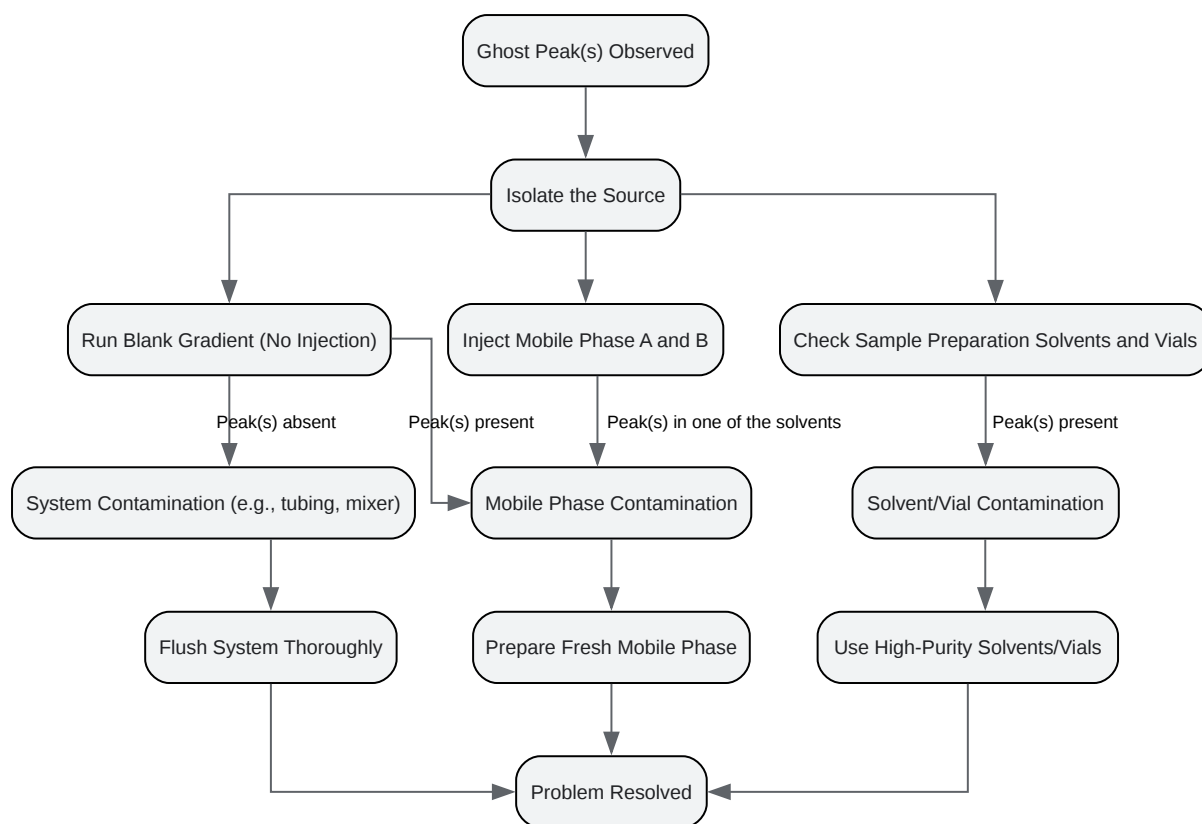 Ghost Peak(s) Observed
Isolate the Source
Run Blank Gradient (No Injection)
Inject Mobile Phase A and B
Check Sample Preparation Solvents and Vials
Peak(s) absent
Peak(s) present
Peak(s) in one of the solvents
Peak(s) present
System Contamination (e.g., tubing, mixer)
Mobile Phase Contamination
Solvent/Vial Contamination
Flush System Thoroughly
Prepare Fresh Mobile Phase
Use High-Purity Solvents/Vials
Problem Resolved